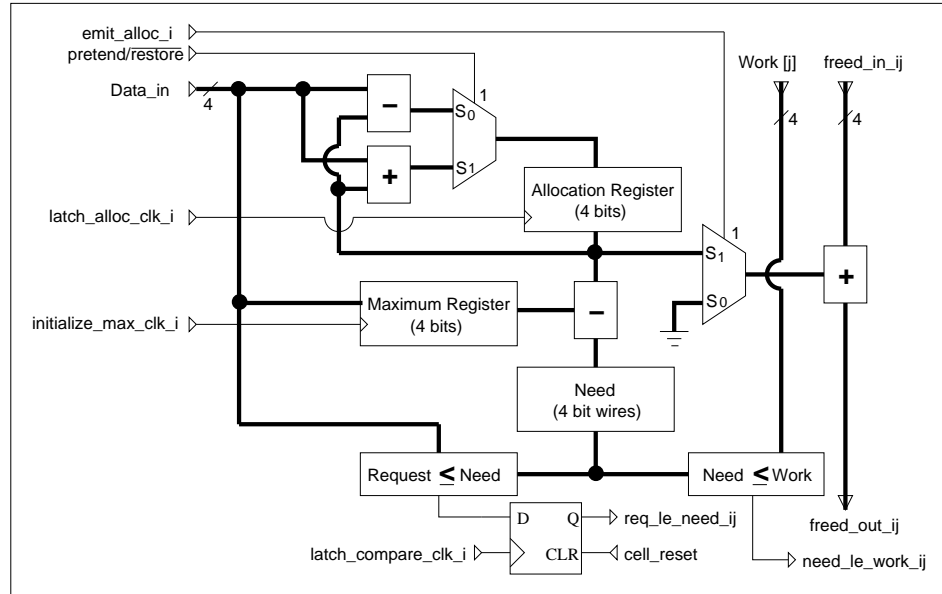 emit_alloc_i
pretend/restore
Data_in
4
Work [j]
freed_in_ij
4
4
1
−
S0
+
S1
Allocation Register
(4 bits)
latch_alloc_clk_i
1
S1
S0
+
Maximum Register
(4 bits)
−
initialize_max_clk_i
Need
(4 bit wires)
Request ≤ Need
Need ≤ Work
D Q
req_le_need_ij
freed_out_ij
latch_compare_clk_i
CLR
cell_reset
need_le_work_ij